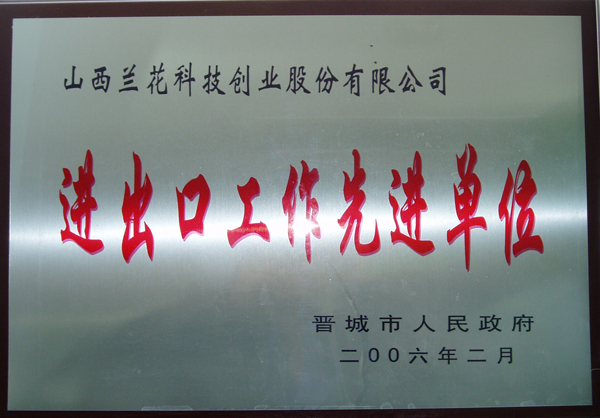 山西兰花科技创业股份有限公司
进出口工作先进单位
晋城市人民政府
二00六年二月